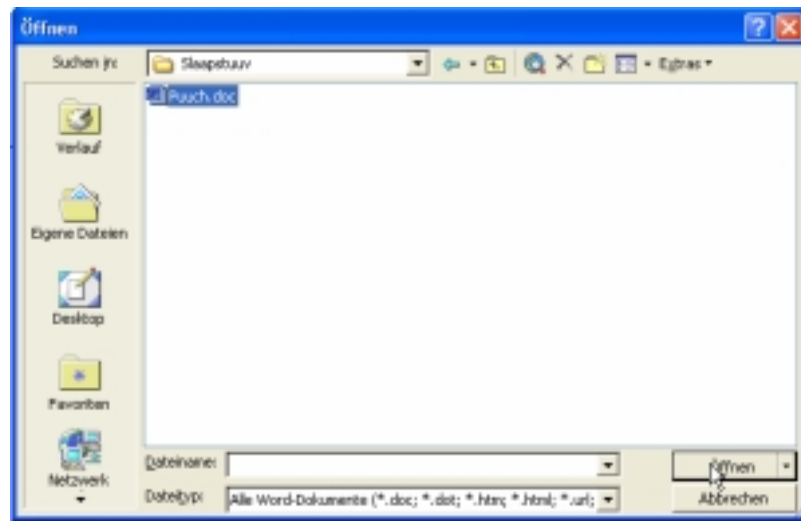 Öffnen
Suchen in: Slaapstuuv Extras
Puuch.doc
Verlauf
Eigene Dateien
Desktop
Favoriten
Netzwerk
Dateiname: Öffnen
Dateityp: Alle Word-Dokumente (*.doc; *.dot; *.htm; *.html; *.url; Abbrechen